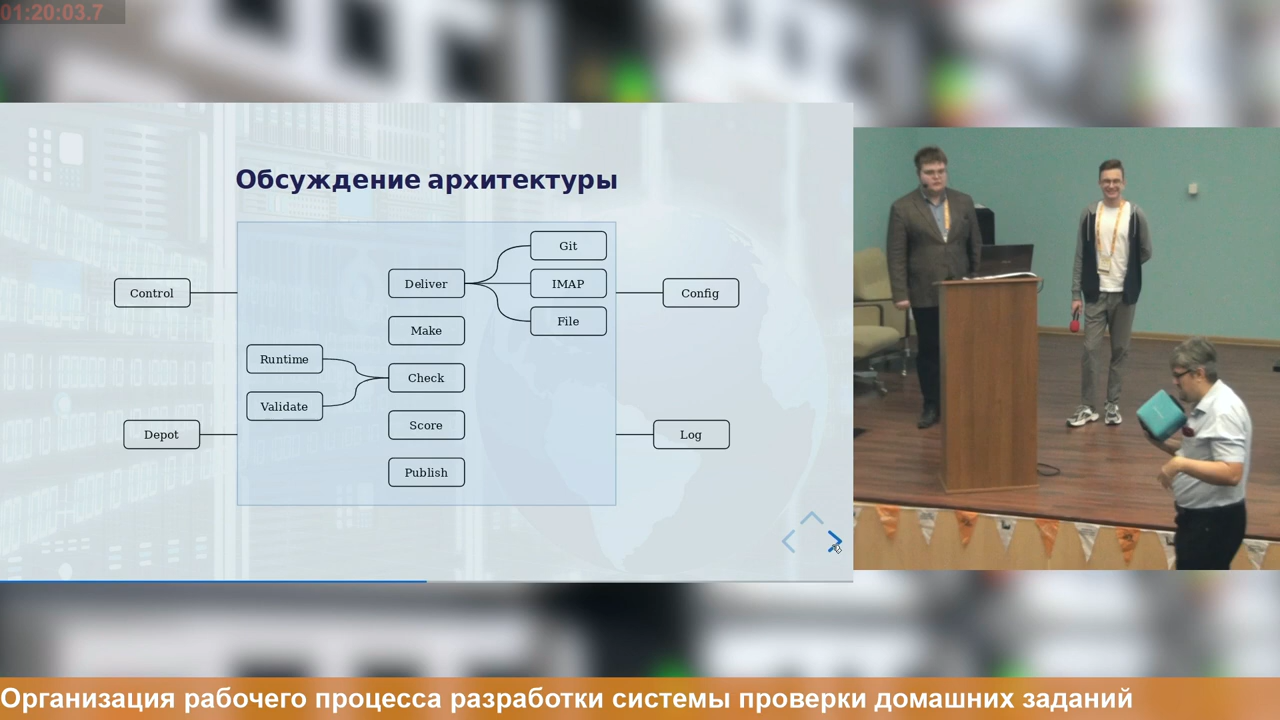 01:20:03.7
Обсуждение архитектуры
Git
Deliver
IMAP
Control
Config
File
Make
Runtime
Check
Validate
Score
Depot
Log
Publish
Организация рабочего процесса разработки системы проверки домашних заданий